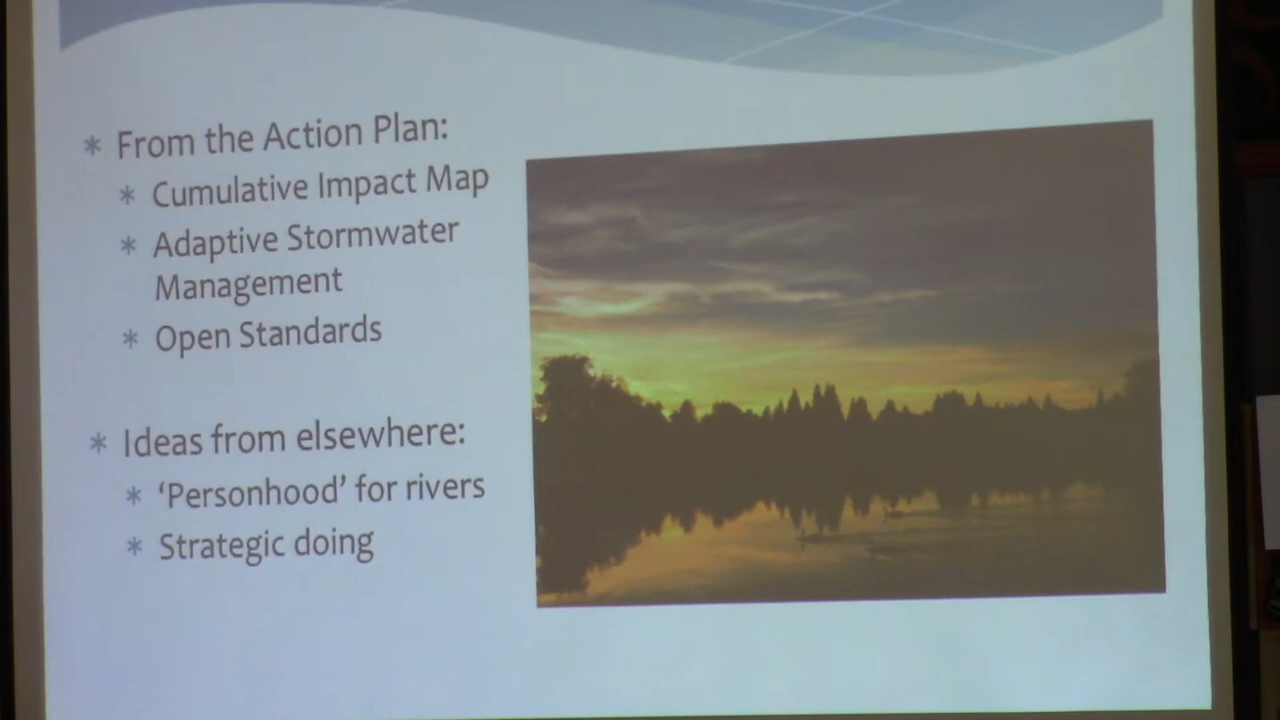 * From the Action Plan:
* Cumulative Impact Map
* Adaptive Stormwater
Management
* Open Standards
* Ideas from elsewhere:
* ‘Personhood’ for rivers
* Strategic doing